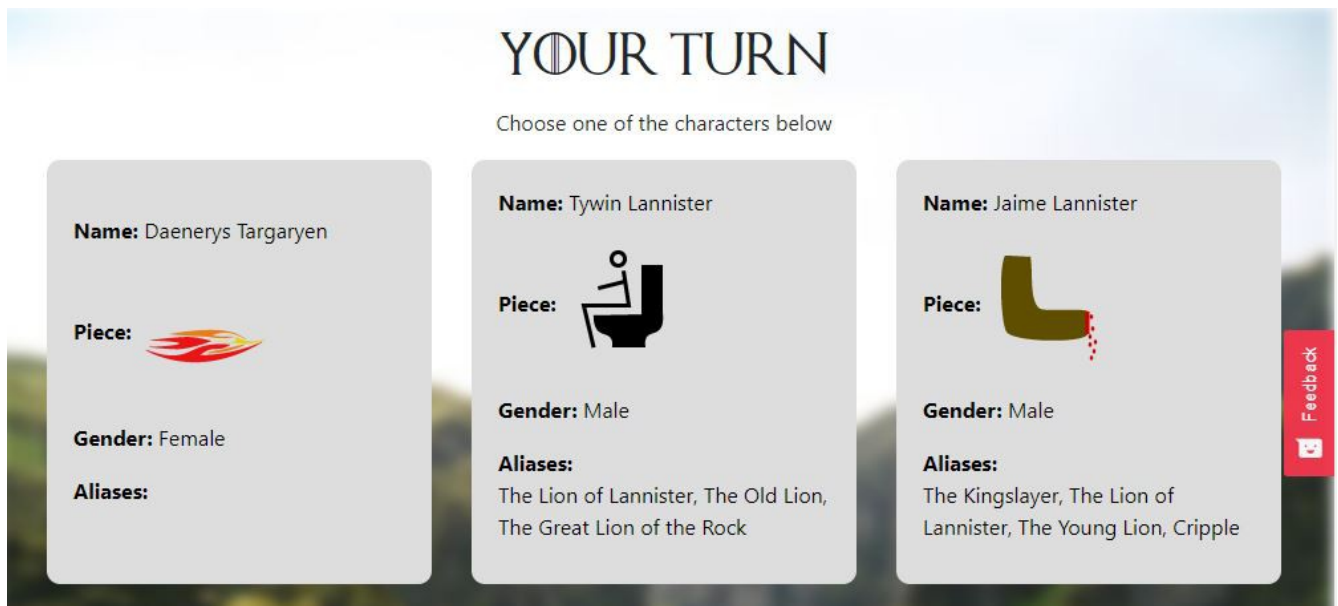 YOUR TURN
Choose one of the characters below
Name: Daenerys Targaryen
Piece:
Gender: Female
Aliases:
Name: Tywin Lannister
Piece:
Gender: Male
Aliases:
The Lion of Lannister, The Old Lion,
The Great Lion of the Rock
Name: Jaime Lannister
Piece:
Gender: Male
Aliases:
The Kingslayer, The Lion of
Lannister, The Young Lion, Cripple
Feedback